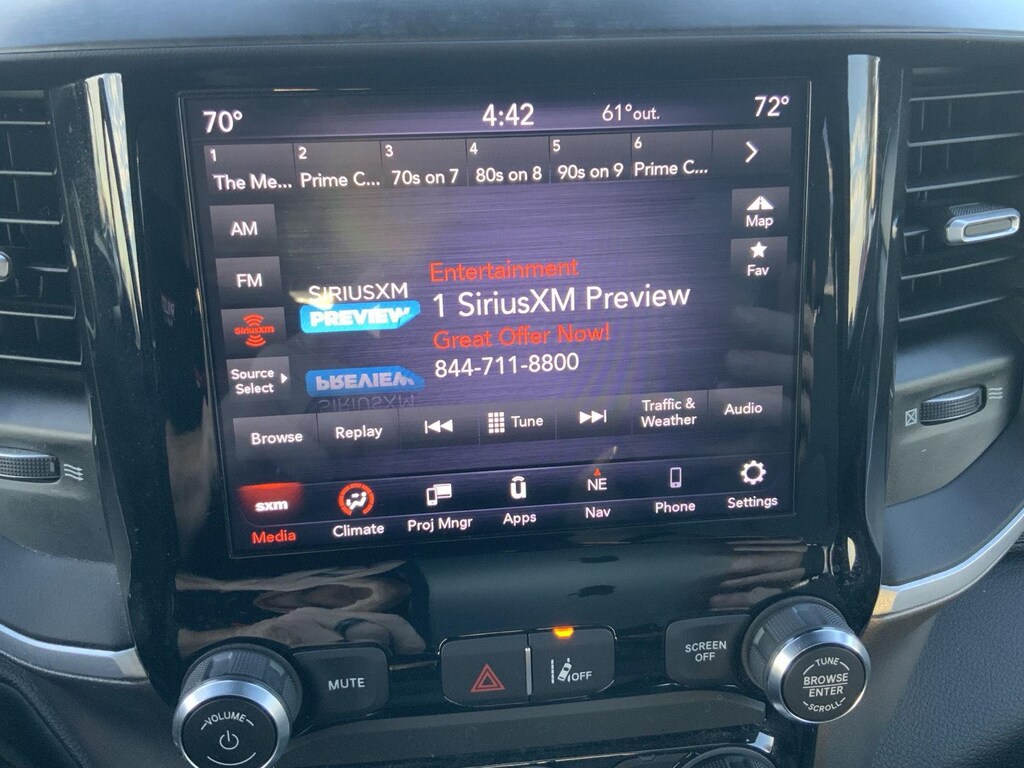 70° 4:42 61°out. 72°
1 2 3 4 5 6
The Me... Prime C... 70s on 7 80s on 8 90s on 9 Prime C...
AM
Map
FM
Fav
SiriusXM
Source
Select
SIRIUSXM
PREVIEW
Entertainment
1 SiriusXM Preview
Great Offer Now!
844-711-8800
Browse Replay Tune Traffic & Weather Audio
sxm
Media Climate Proj Mngr Apps NE Nav Phone Settings
VOLUME
MUTE
OFF
SCREEN
OFF
TUNE
BROWSE
ENTER
SCROLL